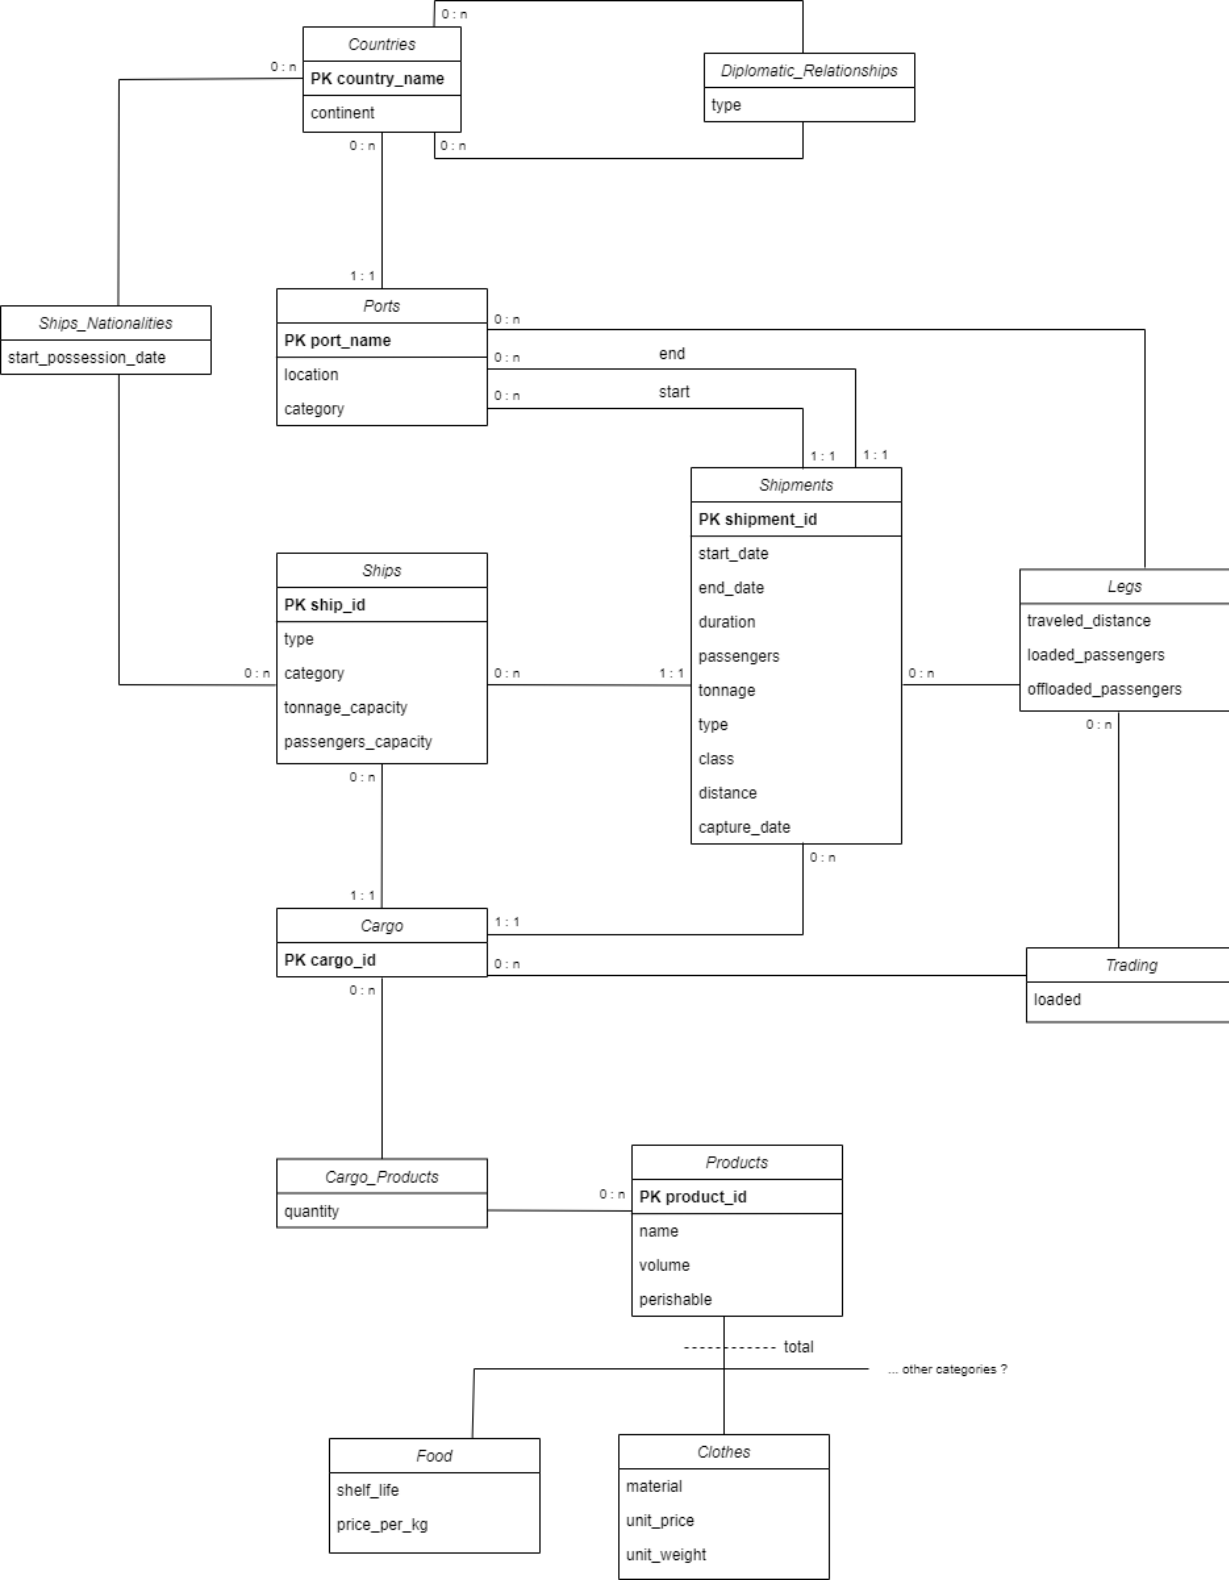 0 : n
Countries
0 : n
PK country_name
continent
Diplomatic_Relationships
type
0 : n
0 : n
1 : 1
Ports
PK port_name
location
category
Ships_Nationalities
start_possession_date
0 : n
0 : n
end
0 : n
start
1 : 1
1 : 1
Shipments
PK shipment_id
start_date
end_date
duration
passengers
tonnage
type
class
distance
capture_date
Ships
PK ship_id
type
category
tonnage_capacity
passengers_capacity
0 : n
0 : n
1 : 1
0 : n
Legs
traveled_distance
loaded_passengers
offloaded_passengers
0 : n
0 : n
0 : n
1 : 1
Cargo
PK cargo_id
1 : 1
0 : n
0 : n
Trading
loaded
Cargo_Products
quantity
0 : n
Products
PK product_id
name
volume
perishable
total
... other categories ?
Food
shelf_life
price_per_kg
Clothes
material
unit_price
unit_weight